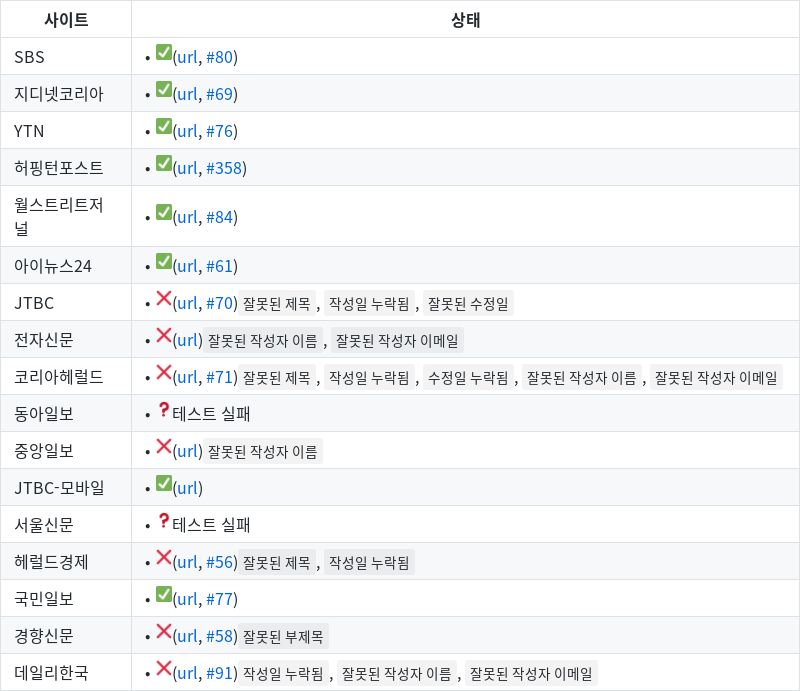 사이트 상태
SBS • ✅(url, #80)
지디넷코리아 • ✅(url, #69)
YTN • ✅(url, #76)
허핑턴포스트 • ✅(url, #358)
월스트리트저
널 • ✅(url, #84)
아이뉴스24 • ✅(url, #61)
JTBC • ❌(url, #70) 잘못된 제목 , 작성일 누락됨 , 잘못된 수정일
전자신문 • ❌(url) 잘못된 작성자 이름 , 잘못된 작성자 이메일
코리아헤럴드 • ❌(url, #71) 잘못된 제목 , 작성일 누락됨 , 수정일 누락됨 , 잘못된 작성자 이름 , 잘못된 작성자 이메일
동아일보 • ❓테스트 실패
중앙일보 • ❌(url) 잘못된 작성자 이름
JTBC-모바일 • ✅(url)
서울신문 • ❓테스트 실패
헤럴드경제 • ❌(url, #56) 잘못된 제목 , 작성일 누락됨
국민일보 • ✅(url, #77)
경향신문 • ❌(url, #58) 잘못된 부제목
데일리한국 • ❌(url, #91) 작성일 누락됨 , 잘못된 작성자 이름 , 잘못된 작성자 이메일